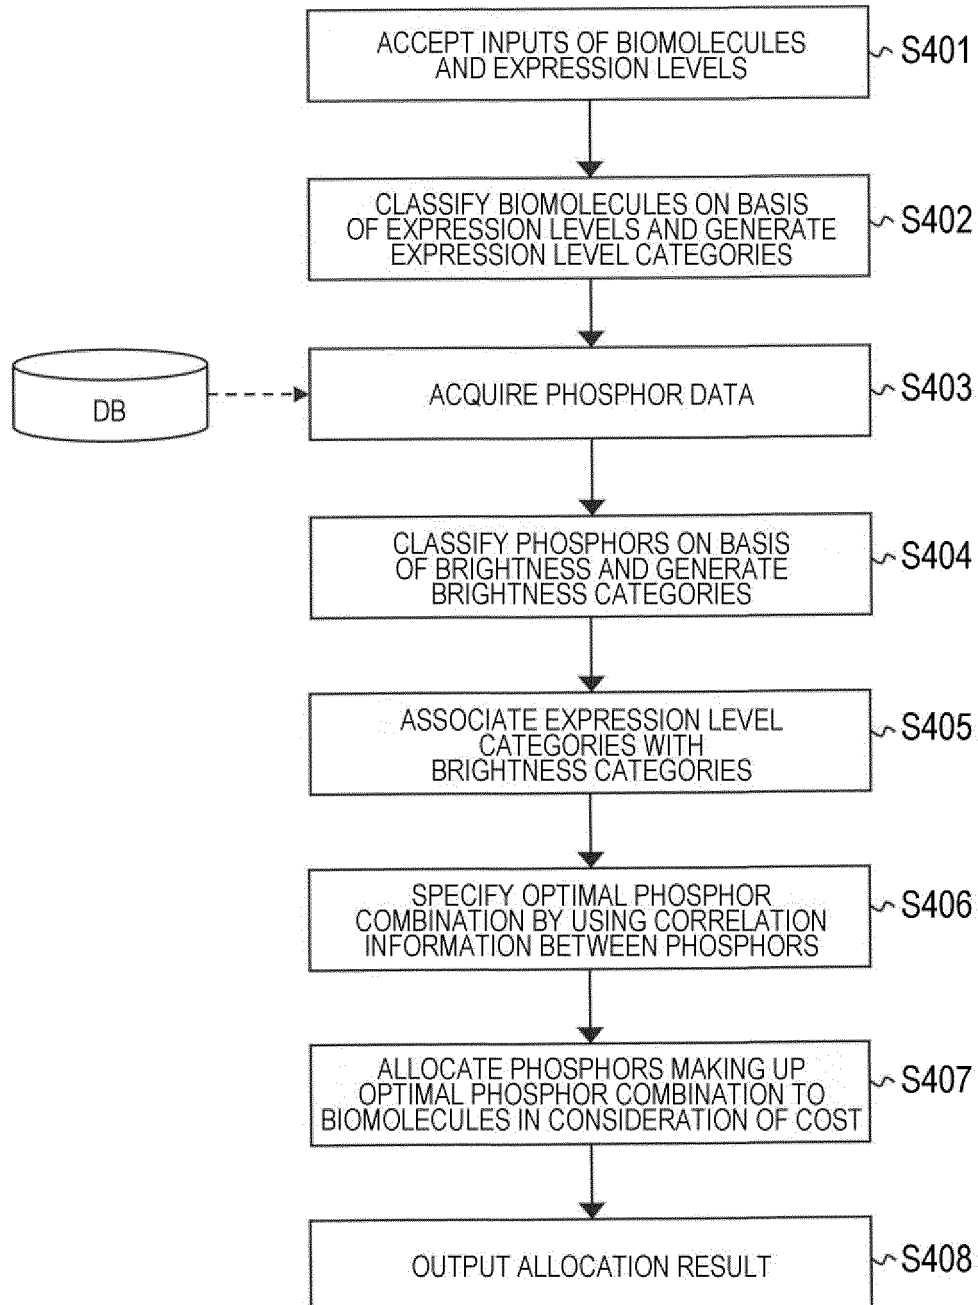 ACCEPT INPUTS OF BIOMOLECULES
AND EXPRESSION LEVELS
S401
CLASSIFY BIOMOLECULES ON BASIS
OF EXPRESSION LEVELS AND GENERATE
EXPRESSION LEVEL CATEGORIES
S402
DB
ACQUIRE PHOSPHOR DATA
S403
CLASSIFY PHOSPHORS ON BASIS
OF BRIGHTNESS AND GENERATE
BRIGHTNESS CATEGORIES
S404
ASSOCIATE EXPRESSION LEVEL
CATEGORIES WITH
BRIGHTNESS CATEGORIES
S405
SPECIFY OPTIMAL PHOSPHOR
COMBINATION BY USING CORRELATION
INFORMATION BETWEEN PHOSPHORS
S406
ALLOCATE PHOSPHORS MAKING UP
OPTIMAL PHOSPHOR COMBINATION TO
BIOMOLECULES IN CONSIDERATION OF COST
S407
OUTPUT ALLOCATION RESULT
S408